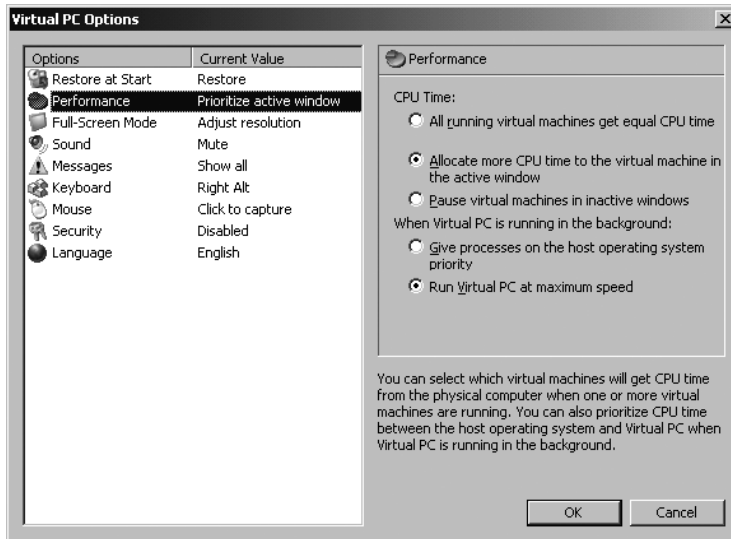 Virtual PC Options
Options Current Value
Restore at Start Restore
Performance Prioritize active window
Full-Screen Mode Adjust resolution
Sound Mute
Messages Show all
Keyboard Right Alt
Mouse Click to capture
Security Disabled
Language English
Performance
CPU Time:
All running virtual machines get equal CPU time
Allocate more CPU time to the virtual machine in
the active window
Pause virtual machines in inactive windows
When Virtual PC is running in the background:
Give processes on the host operating system
priority
Run Virtual PC at maximum speed
You can select which virtual machines will get CPU time
from the physical computer when one or more virtual
machines are running. You can also prioritize CPU time
between the host operating system and Virtual PC when
Virtual PC is running in the background.
OK Cancel